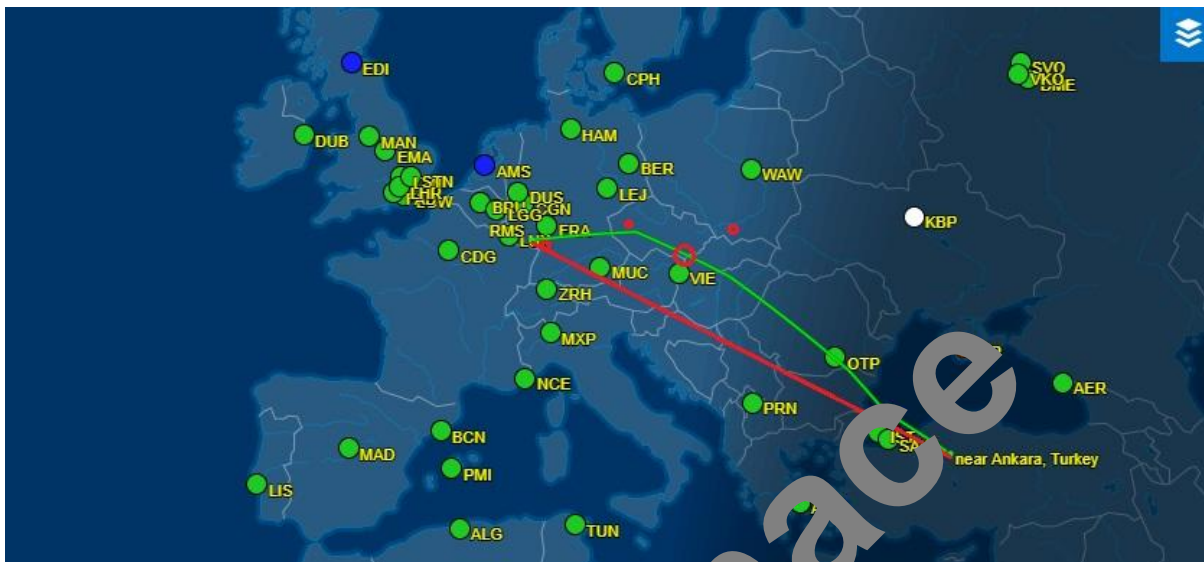 SVO
EDI
VKO
DME
CPH
HAM
DUB
MAN
EMA
BER
AMS
WAW
LEJ
DUS
LHR
BRU
CGN
LGG
KBP
FRA
RMS
CDG
MUC
VIE
ZRH
MXP
OTP
NCE
AER
PRN
BCN
IST
MAD
near Ankara, Turkey
PMI
LIS
ALG
TUN